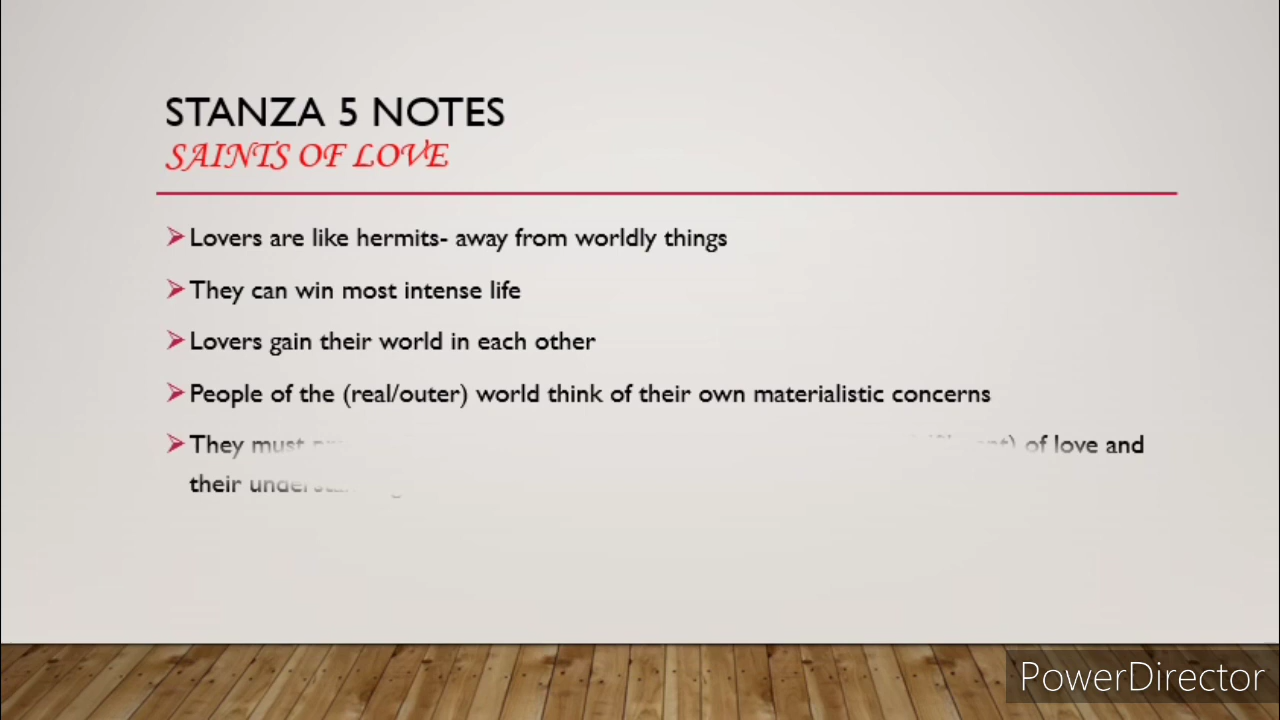 STANZA 5 NOTES
SAINTS OF LOVE
➢Lovers are like hermits- away from worldly things
➢They can win most intense life
➢Lovers gain their world in each other
➢People of the (real/outer) world think of their own materialistic concerns
➢They must of love and
their
PowerDirector